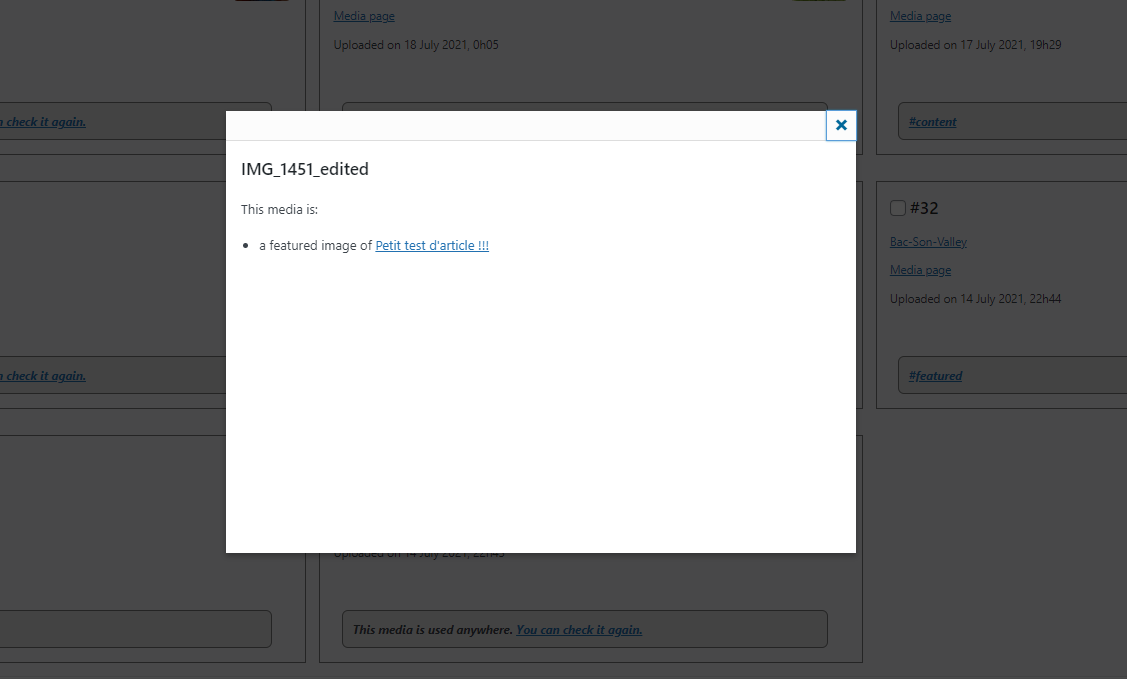 Media page
Uploaded on 18 July 2021, 0h05
Media page
Uploaded on 17 July 2021, 19h29
check it again.
#content
×
IMG_1451_edited
This media is:
a featured image of Petit test d'article !!!
#32
Bac-Son-Valley
Media page
Uploaded on 14 July 2021, 22h44
check it again.
#featured
Uploaded on 14 July 2021, 22h43
This media is used anywhere. You can check it again.